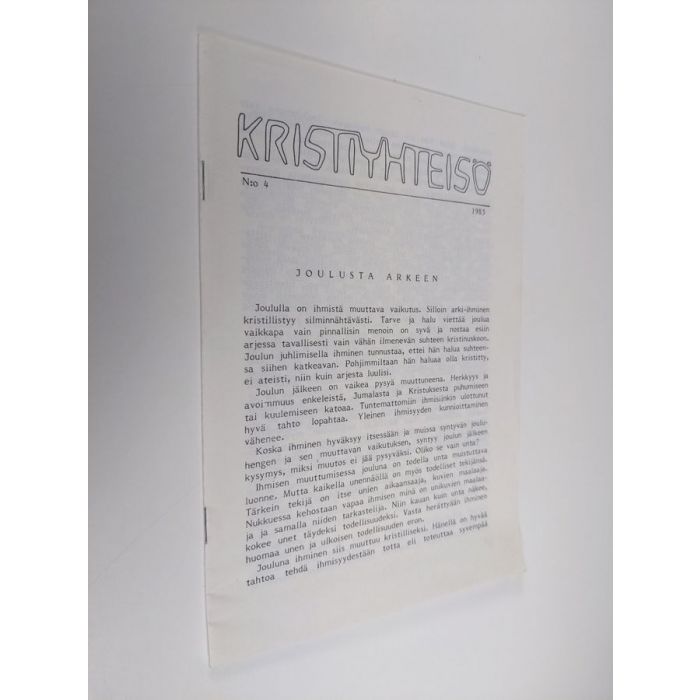 KRISTIYHTEISÖ
N:o 4
1985
JOULUSTA ARKEEN
Joululla on ihmistä muuttava vaikutus. Silloin arki-ihminen
kristillistyy silminnähtävästi. Tarve ja halu viettää joulua
vaikkapa vain pinnallisin menoin on syvä ja nostaa esiin
arjessa tavallisesti vain vähän ilmenevän suhteen kristinuskoon.
Joulun juhlimisella ihminen tunnustaa, ettei hän halua suhteen-
sa siihen katkeavan. Pohjimmiltaan hän haluaa olla kristitty,
ei ateisti, niin kuin arjesta luulisi.
Joulun jälkeen on vaikea pysyä muuttuneena. Herkkyys ja
avoimmuus enkeleistä, Jumalasta ja Kristuksesta puhumiseen
tai kuulemiseen katoaa. Tuntemattomiin ihmisiinkin ulottunut
hyvä tahto lopahtaa. Yleinen ihmisyyden kunnioittaminen
vähenee.
Koska ihminen hyväksyy itsessään ja muissa syntyvän joulu-
hengen ja sen muuttavan vaikutuksen, syntyy joulun jälkeen
kysymys, miksi muutos ei jää pysyväksi. Oliko se vain unta?
Ihmisen muuttumisessa jouluna on todella unta muistuttava
luonne. Mutta kaikella unennäöllä on myös todelliset tekijänsä.
Tärkein tekijä on itse unien aikaansaaja, kuvien maalaaja.
Nukkuessa kehostaan vapaa ihmisen minä on unikuvien maalaa-
ja ja samalla niiden tarkastelija. Niin kauan kuin unta näkee,
kokee unet täydeksi todellisuudeksi. Vasta herättyään ihminen
huomaa unen ja ulkoisen todellisuuden eron.
Jouluna ihminen siis muuttuu kristilliseksi. Hänellä on hyvää
tahtoa tehdä ihmisyydestään totta eli toteuttaa syvempää